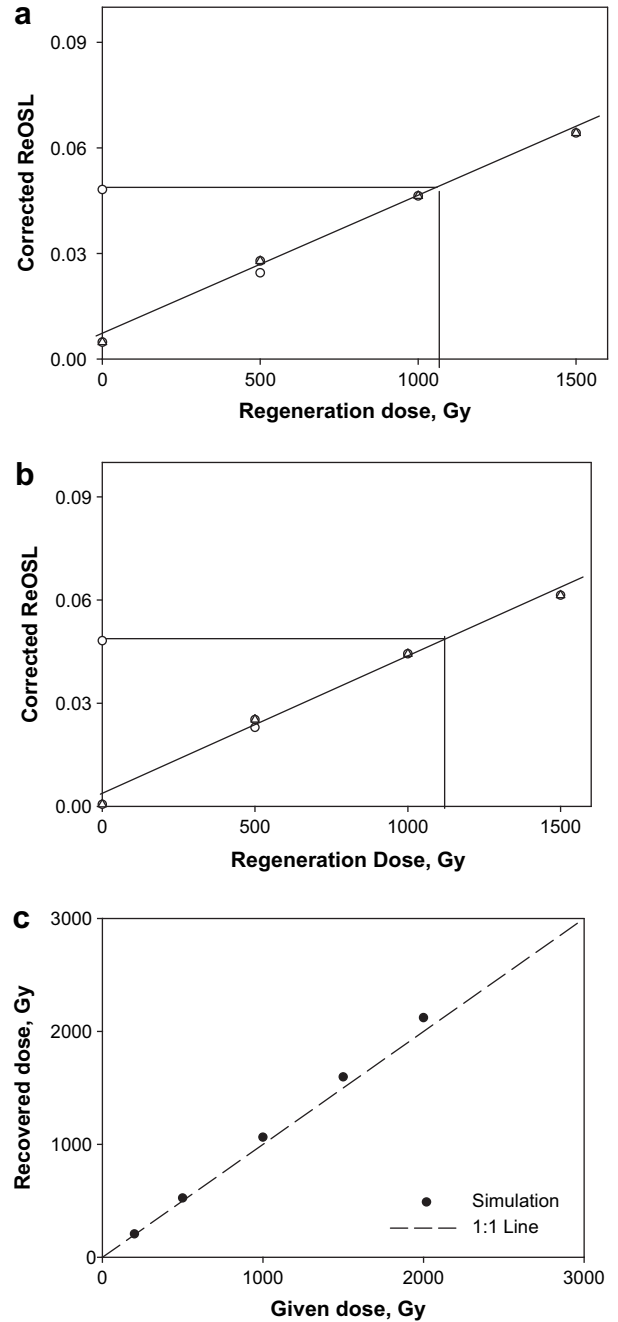 a
0.09
0.06
0.03
0.00
Corrected ReOSL
0 500 1000 1500
Regeneration dose, Gy
b
0.09
0.06
0.03
0.00
Corrected ReOSL
0 500 1000 1500
Regeneration Dose, Gy
c
3000
2000
1000
0
Recovered dose, Gy
Simulation
1:1 Line
0 1000 2000 3000
Given dose, Gy